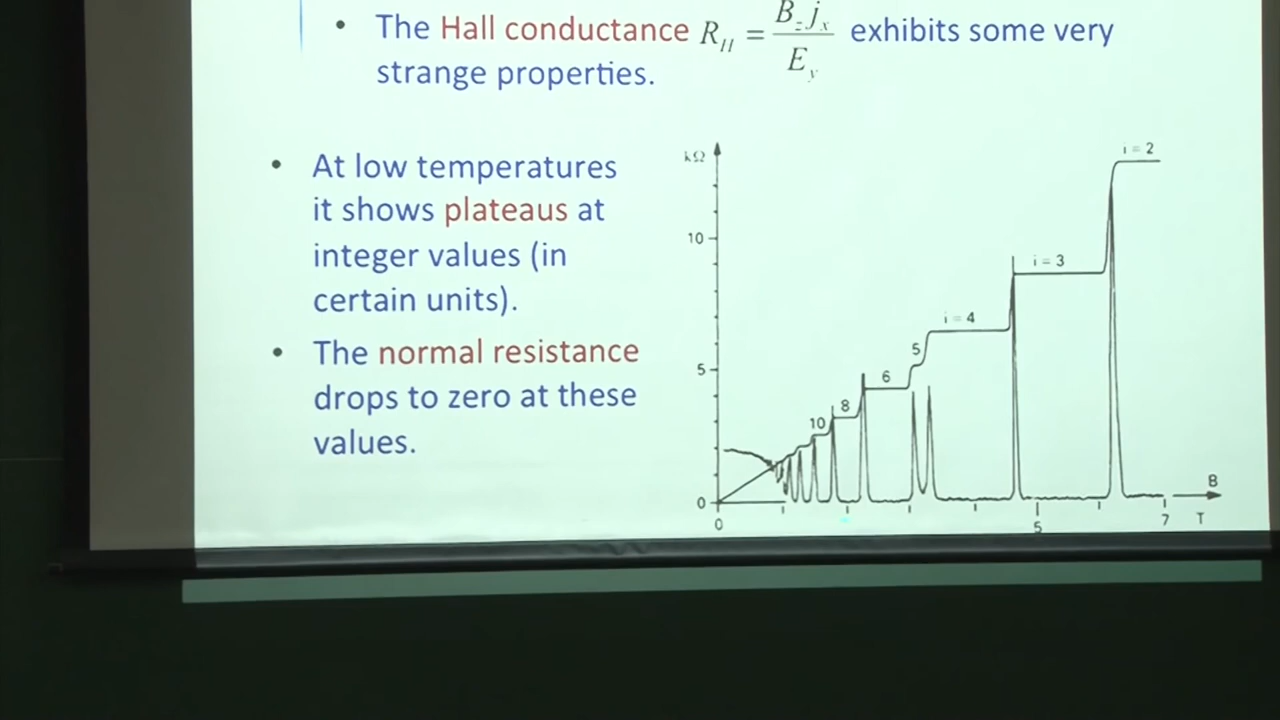 • The Hall conductance R_H = B_z j_x / E_y exhibits some very
strange properties.
• At low temperatures
it shows plateaus at
integer values (in
certain units).
• The normal resistance
drops to zero at these
values.
kΩ
10
5
0
i = 2
i = 3
i = 4
5
6
8
10
0
5
7
T
B